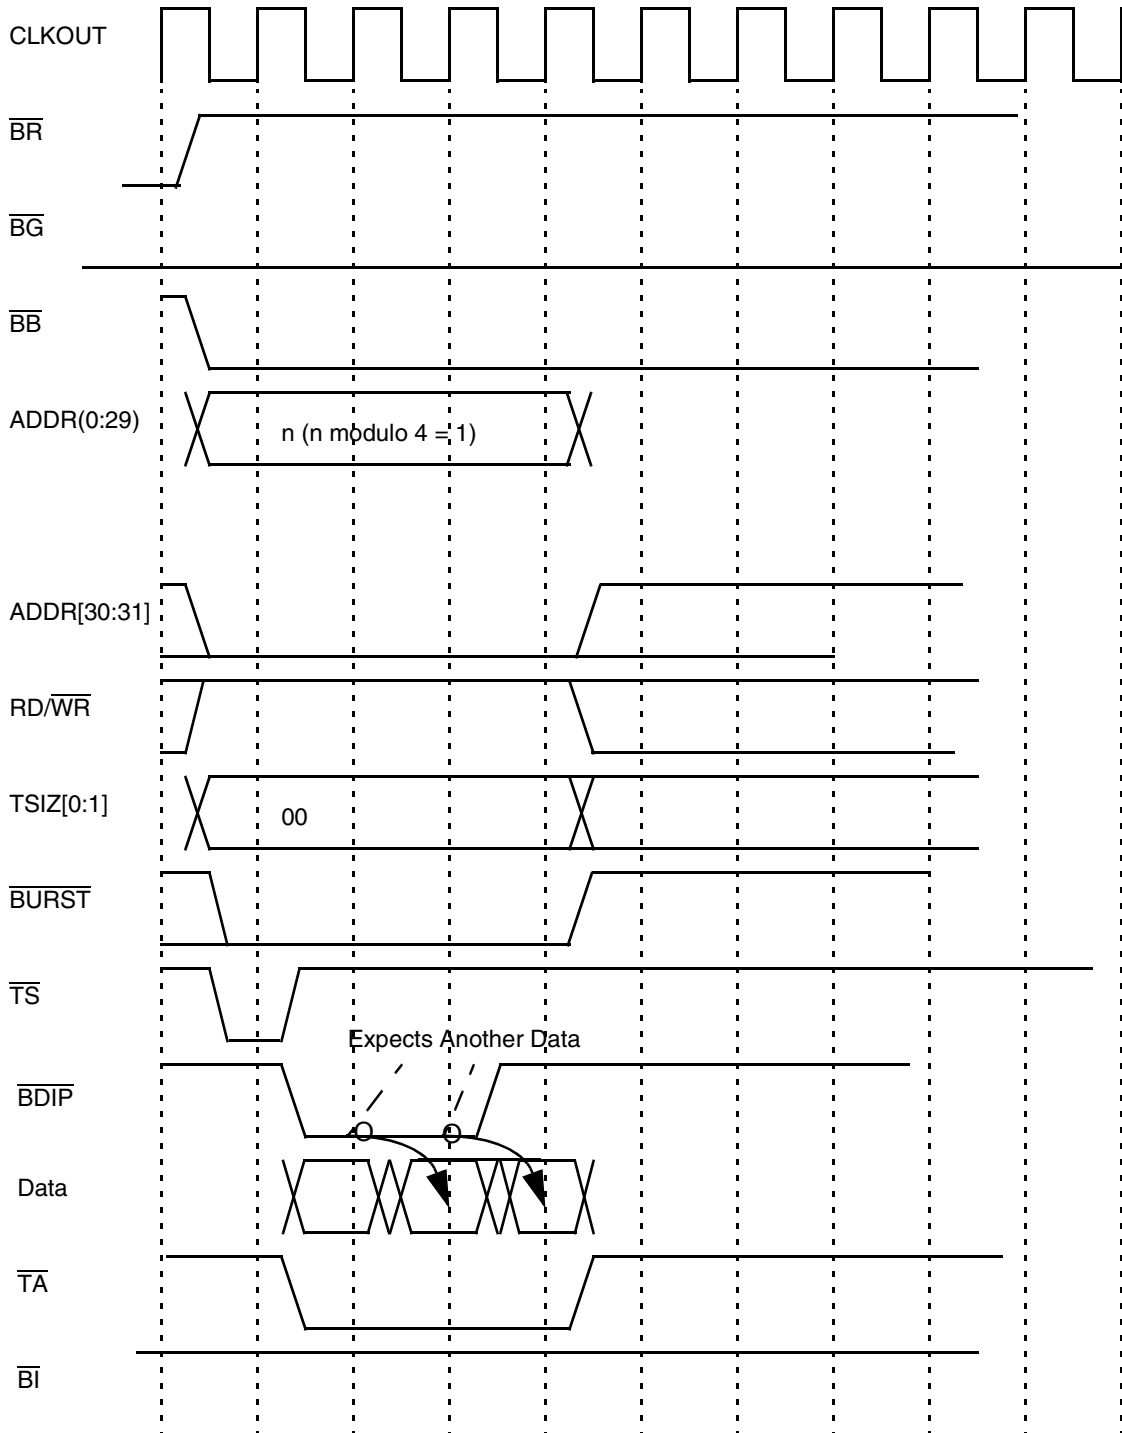 CLKOUT
BR
BG
BB
ADDR(0:29)
n (n modulo 4 = 1)
ADDR[30:31]
RD/WR
TSIZ[0:1]
00
BURST
TS
Expects Another Data
BDIP
Data
TA
BI